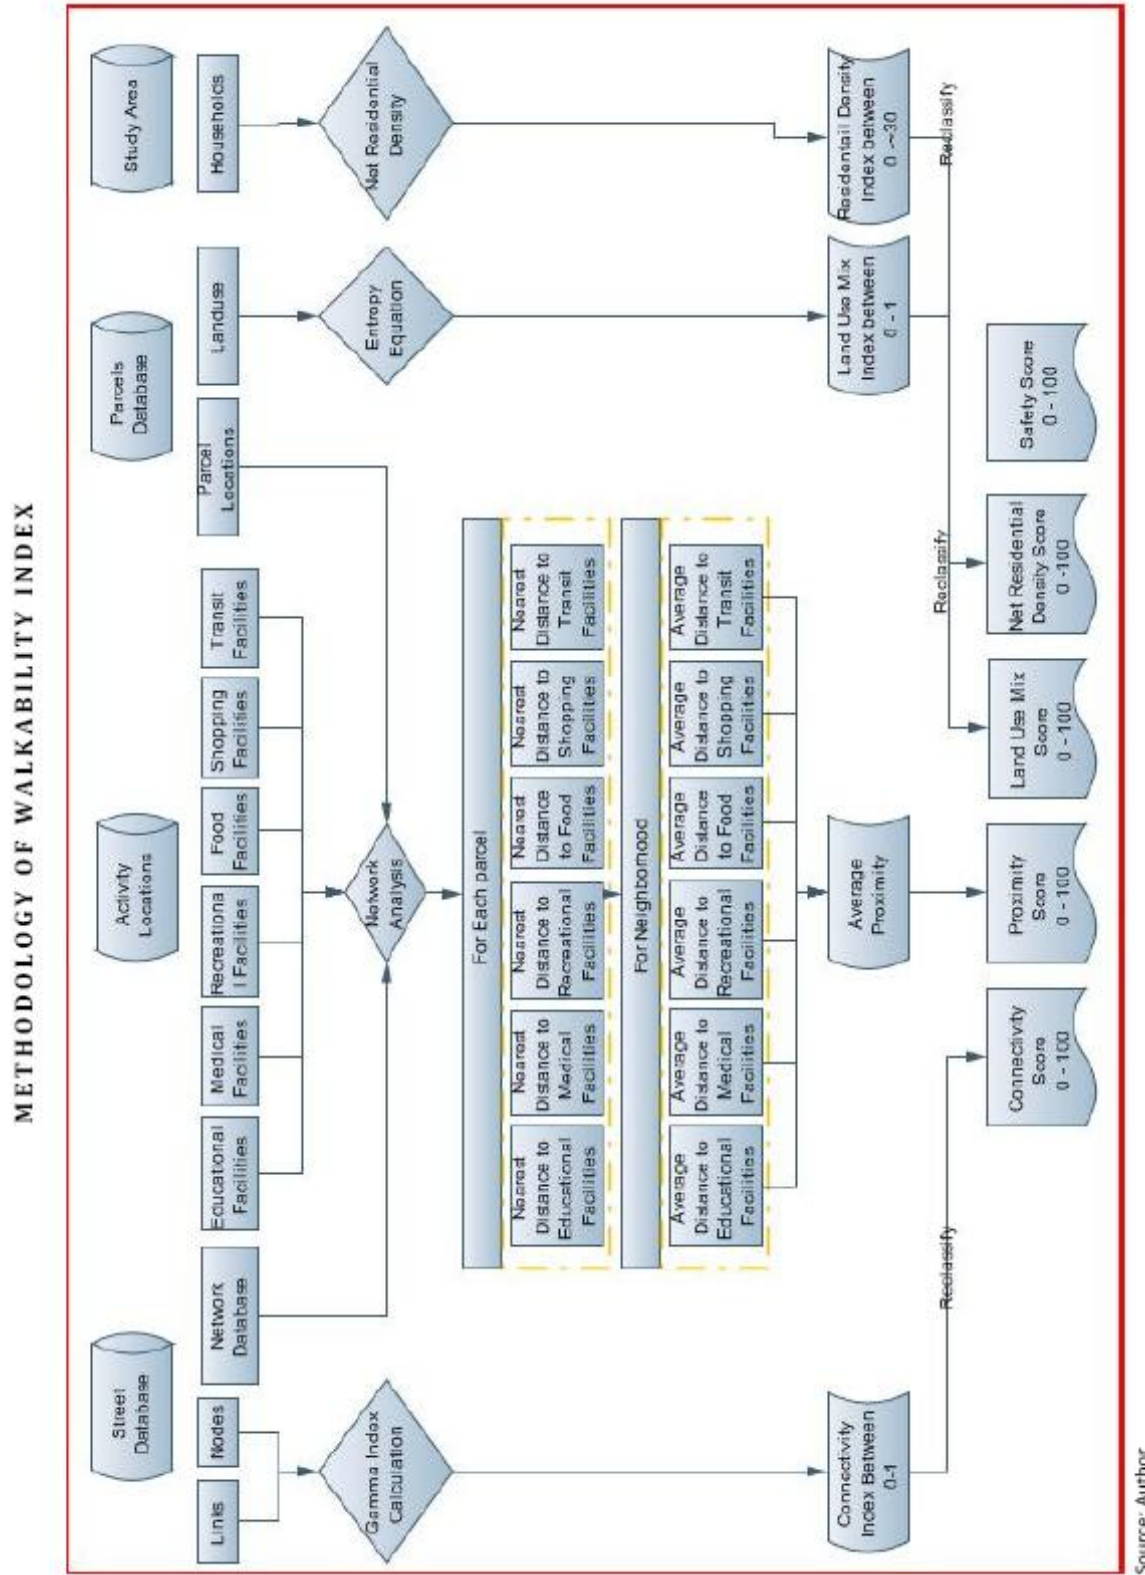 METHODOLOGY OF WALKABILITY INDEX
Street
Database
Activity
Locations
Parcels
Database
Study Area
Links
Nodes
Network
Database
Educational
Facilities
Medical
Facilities
Recreationa
l Facilities
Food
Facilities
Shopping
Facilities
Transit
Facilities
Parcel
Locations
Landuse
Households
Gamma Index
Calculation
Network
Analysis
Entropy
Equation
Net Residential
Density
For Each parcel
Nearest
Distance to
Educational
Facilities
Nearest
Distance to
Medical
Facilities
Nearest
Distance to
Recreational
Facilities
Nearest
Distance
to Food
Facilities
Nearest
Distance to
Shopping
Facilities
Nearest
Distance to
Transit
Facilities
For Neighborhood
Average
Distance to
Educational
Facilities
Average
Distance to
Medical
Facilities
Average
Distance to
Recreational
Facilities
Average
Distance
to Food
Facilities
Average
Distance to
Shopping
Facilities
Average
Distance to
Transit
Facilities
Connectivity
Index Between
0-1
Average
Proximity
Land Use Mix
Index between
0 - 1
Residentail Density
Index between
0 -~30
Reclassify
Reclassify
Reclassify
Connectivity
Score
0 - 100
Proximity
Score
0 - 100
Land Use Mix
Score
0 - 100
Net Residential
Density Score
0 -100
Safety Score
0 - 100
Source: Author